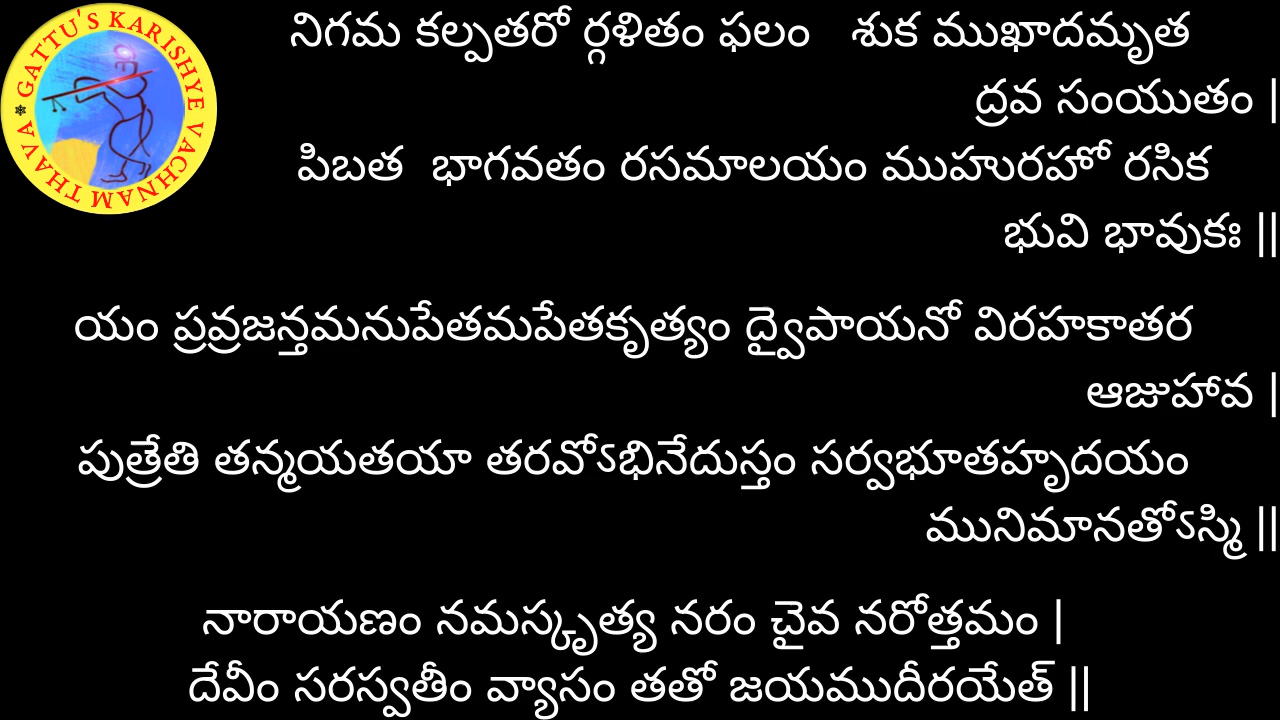 GATTU'S KARISHYE VACHNAM THAVA
నిగమ కల్పతరో ర్గళితం ఫలం శుక ముఖాదమృత
ద్రవ సంయుతం |
పిబత భాగవతం రసమాలయం ముహురహో రసిక
భువి భావుకః ||
యం ప్రవ్రజన్తమనుపేతమపేతకృత్యం ద్వైపాయనో విరహకాతర
ఆజుహావ |
పుత్రేతి తన్మయతయా తరవోఽభినేదుస్తం సర్వభూతహృదయం
మునిమానతోఽస్మి ||
నారాయణం నమస్కృత్య నరం చైవ నరోత్తమం |
దేవీం సరస్వతీం వ్యాసం తతో జయముదీరయేత్ ||